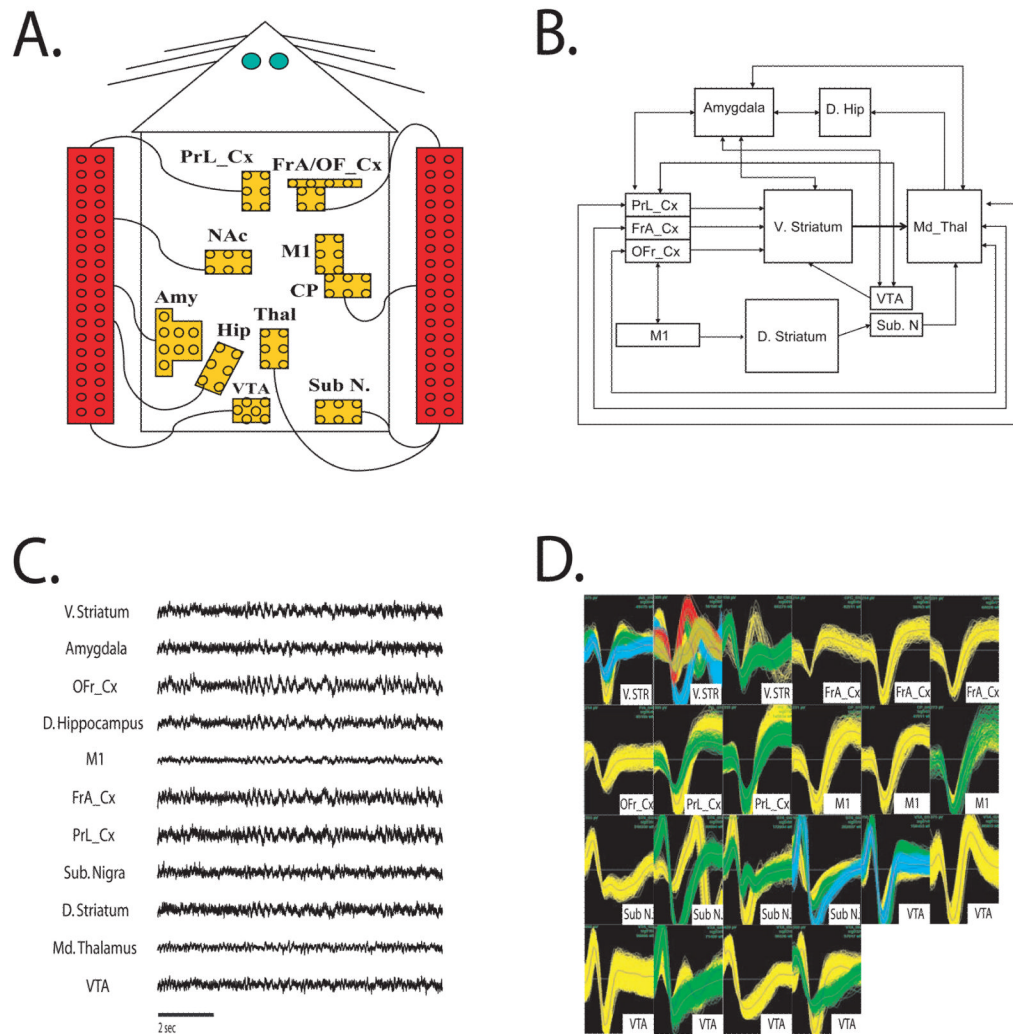 A.
PrL_Cx
FrA/OF_Cx
NAc
M1
CP
Amy
Hip
Thal
VTA
Sub N.
B.
Amygdala
D. Hip
PrL_Cx
FrA_Cx
OFr_Cx
V. Striatum
Md_Thal
VTA
Sub. N
M1
D. Striatum
C.
V. Striatum
Amygdala
OFr_Cx
D. Hippocampus
M1
FrA_Cx
PrL_Cx
Sub. Nigra
D. Striatum
Md. Thalamus
VTA
2 sec
D.
V. STR
V. STR
V. STR
FrA_Cx
FrA_Cx
FrA_Cx
OFr_Cx
PrL_Cx
PrL_Cx
M1
M1
M1
Sub N.
Sub N.
Sub N.
Sub N.
VTA
VTA
VTA
VTA
VTA
VTA